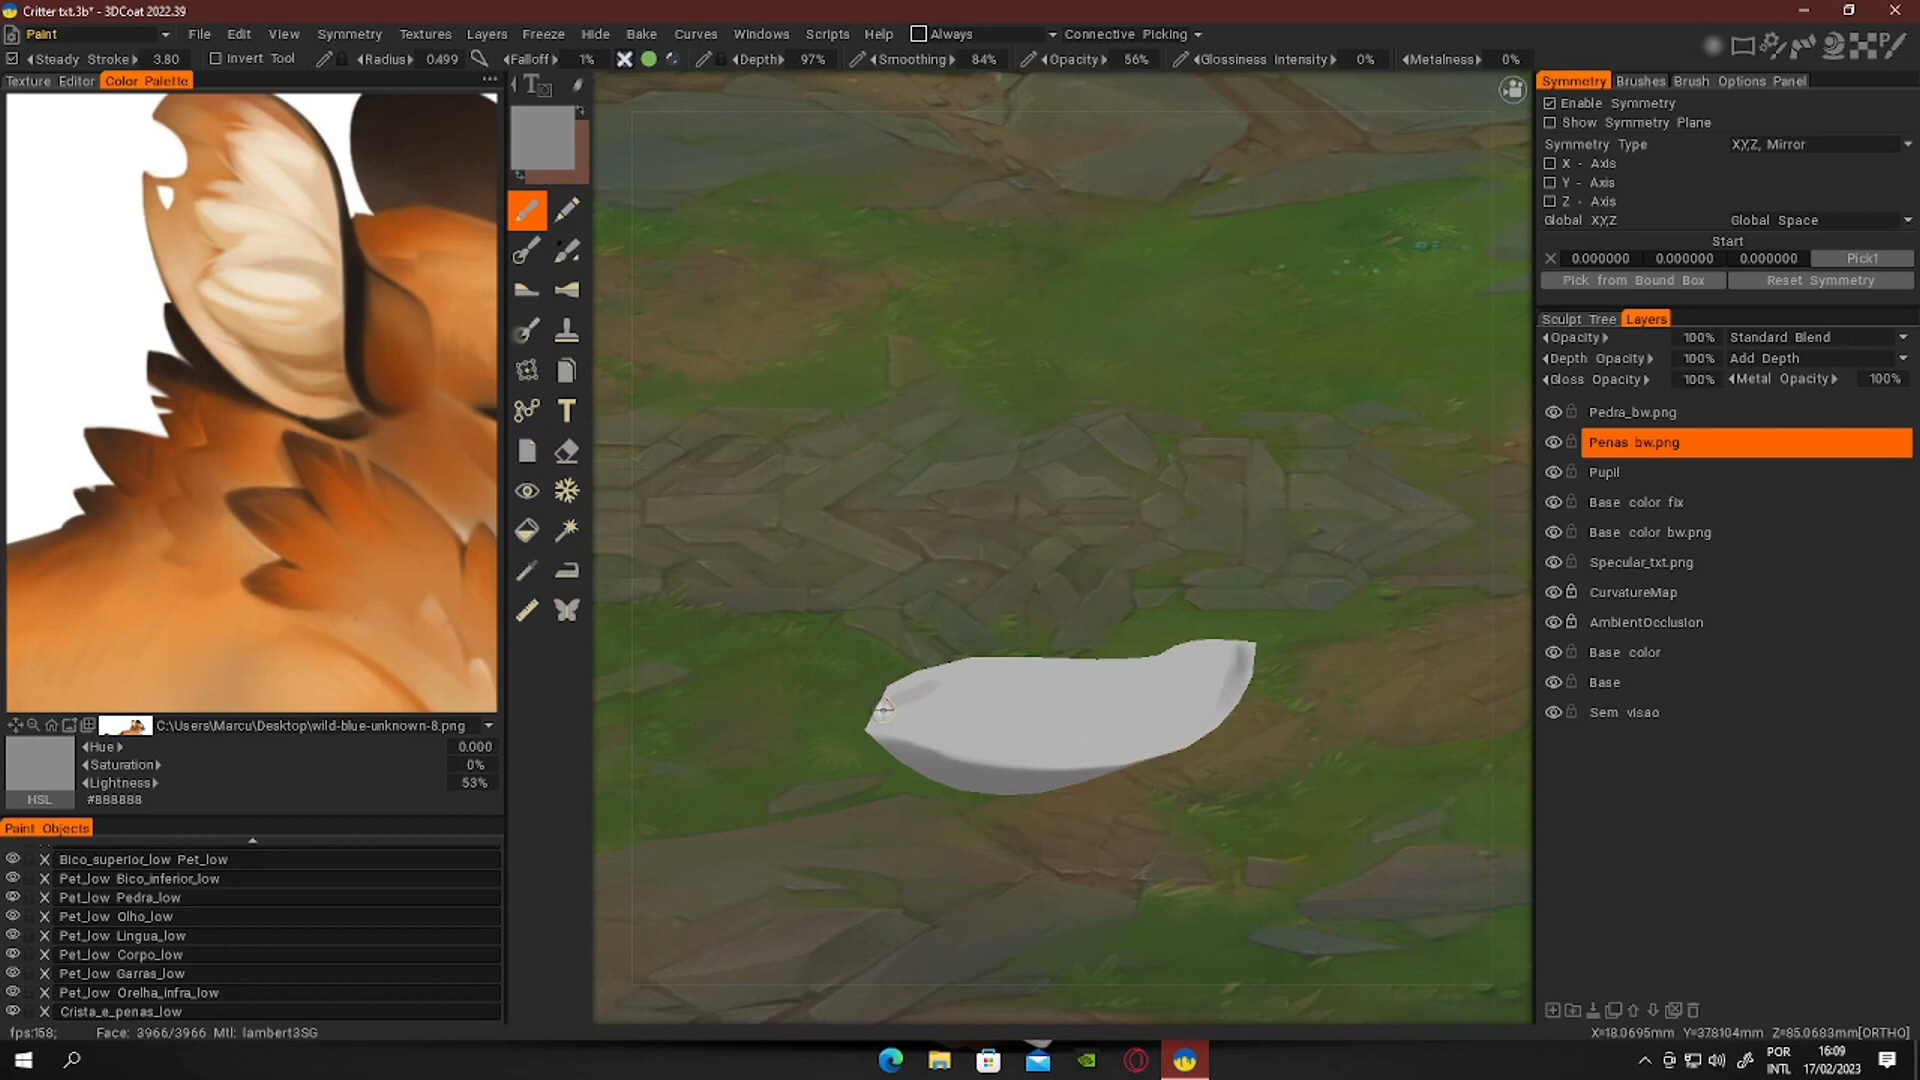 Critter txt.3b* - 3DCoat 2022.39
Paint File Edit View Symmetry Textures Layers Freeze Hide Bake Curves Windows Scripts Help Always Connective Picking
Steady Stroke 3.80 Invert Tool Radius 0.499 Falloff 1% Depth 97% Smoothing 84% Opacity 56% Glossiness Intensity 0% Metalness 0%
Texture Editor Color Palette
Symmetry Brushes Brush Options Panel
Enable Symmetry
Show Symmetry Plane
Symmetry Type XYZ, Mirror
X - Axis
Y - Axis
Z - Axis
Global XYZ Global Space
Start
0.000000 0.000000 0.000000 Pick1
Pick from Bound Box Reset Symmetry
Sculpt Tree Layers
Opacity 100% Standard Blend
Depth Opacity 100% Add Depth
Gloss Opacity 100% Metal Opacity 100%
Pedra_bw.png
Penas bw.png
Pupil
Base color fix
Base color bw.png
Specular_txt.png
CurvatureMap
AmbientOcclusion
Base color
Base
Sem visao
C:\Users\Marcu\Desktop\wild-blue-unknown-8.png
Hue 0.000
Saturation 0%
Lightness 53%
HSL #888888
Paint Objects
Bico_superior_low Pet_low
Pet_low Bico_inferior_low
Pet_low Pedra_low
Pet_low Olho_low
Pet_low Lingua_low
Pet_low Corpo_low
Pet_low Garras_low
Pet_low Orelha_infra_low
Crista_e_penas_low
fps:158; Face: 3966/3966 Mtl: lambert3SG
X=18.0695mm Y=37.8104mm Z=85.0683mm[ORTHO]
POR
INTL
16:09
17/02/2023